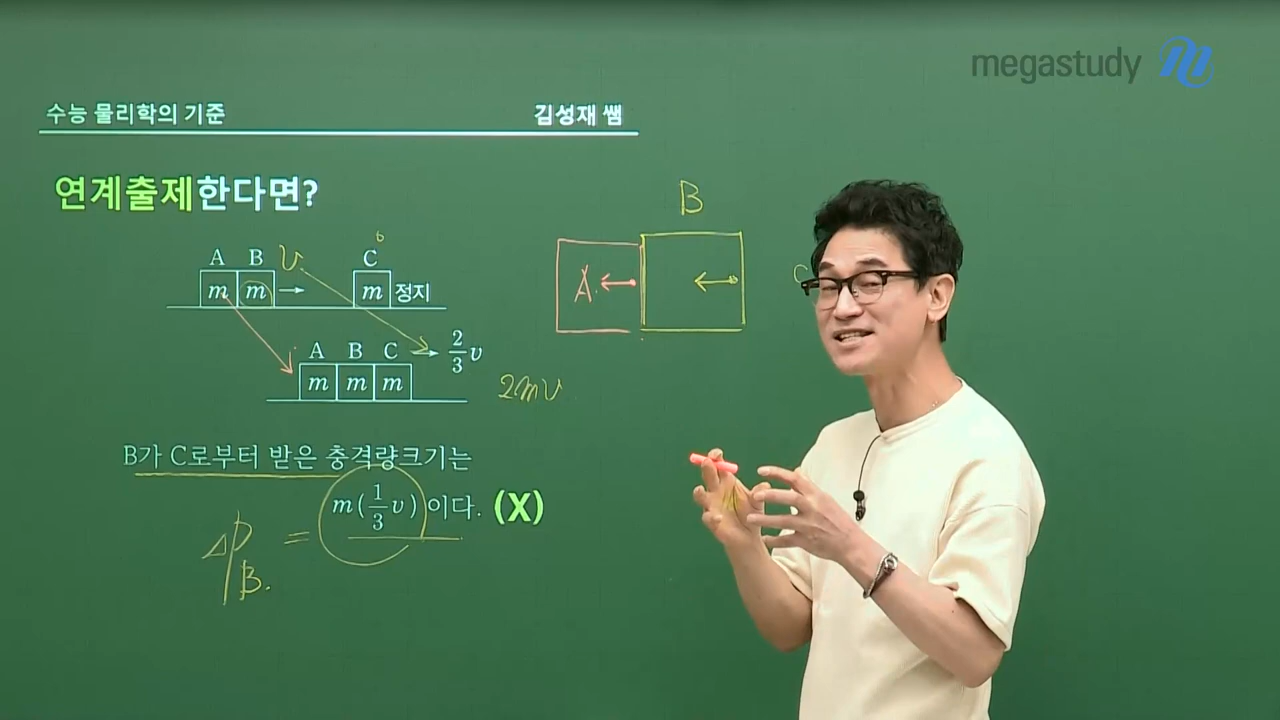 megastudy
수능 물리학의 기준 김성재 쌤
연계출제한다면?
A B v C 0
m m m 정지
A B C 2/3 v
m m m
2mv
B가 C로부터 받은 충격량크기는
m(1/3 v)이다. (X)
Δp_B. =
B
A
C